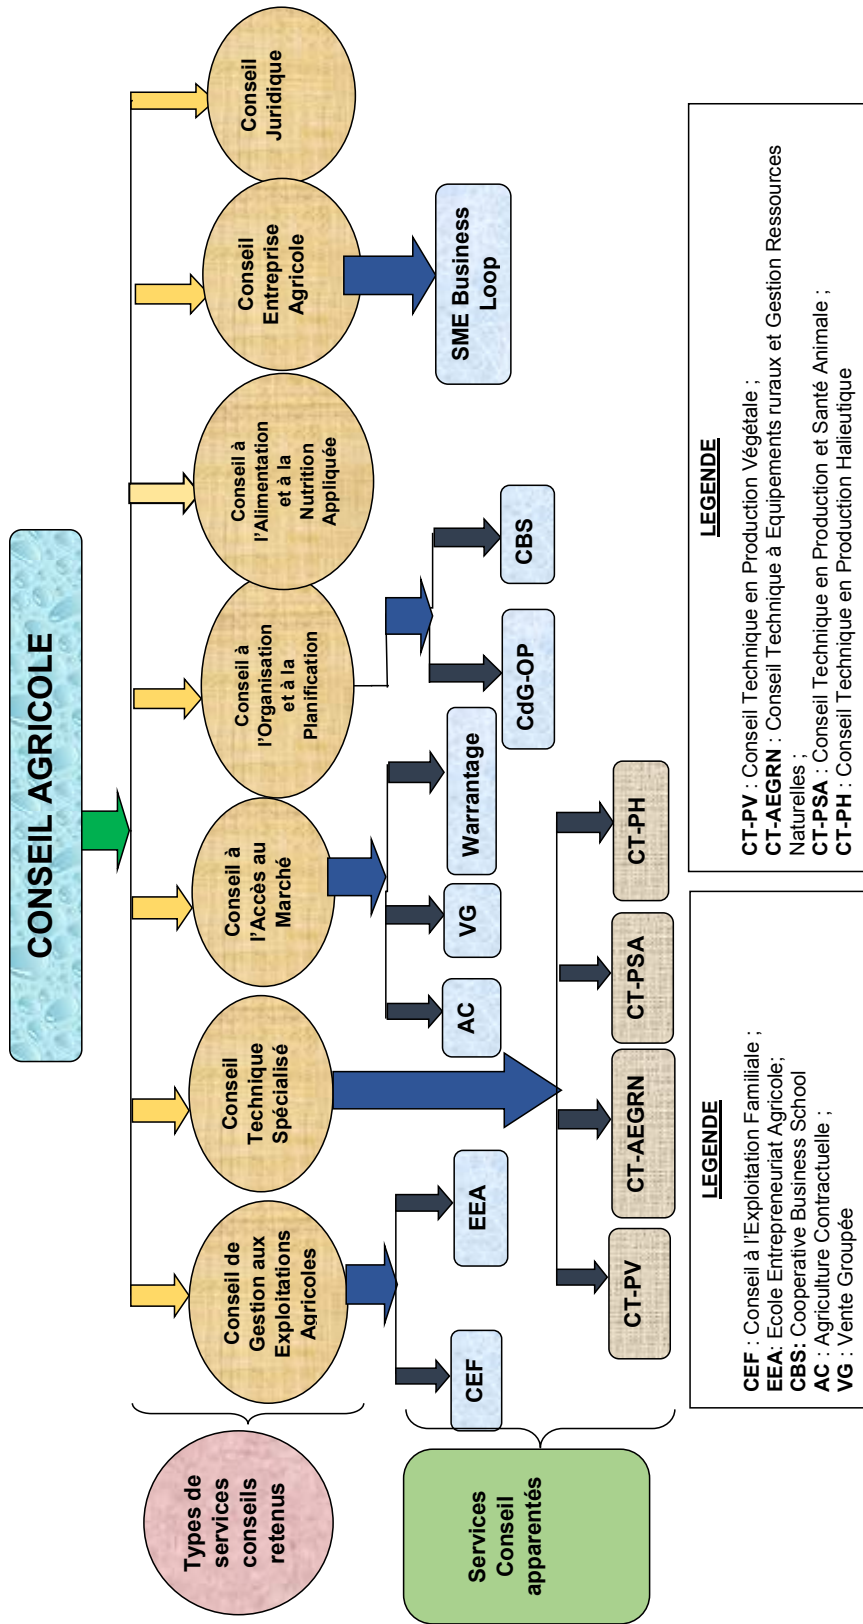 CONSEIL AGRICOLE
Types de
services
conseils
retenus
Conseil de
Gestion aux
Exploitations
Agricoles
Conseil
Technique
Spécialisé
Conseil à
l'Accès au
Marché
Conseil à
l'Organisation
et à la
Planification
Conseil à
l'Alimentation
et à la
Nutrition
Appliquée
Conseil
Entreprise
Agricole
Conseil
Juridique
Services
Conseil
apparentés
CEF
EEA
AC
VG
Warrantage
CdG-OP
CBS
SME Business
Loop
CT-PV
CT-AEGRN
CT-PSA
CT-PH
LEGENDE
CEF : Conseil à l'Exploitation Familiale ;
EEA: Ecole Entrepreneuriat Agricole;
CBS: Cooperative Business School
AC : Agriculture Contractuelle ;
VG : Vente Groupée
LEGENDE
CT-PV : Conseil Technique en Production Végétale ;
CT-AEGRN : Conseil Technique à Equipements ruraux et Gestion Ressources
Naturelles ;
CT-PSA : Conseil Technique en Production et Santé Animale ;
CT-PH : Conseil Technique en Production Halieutique